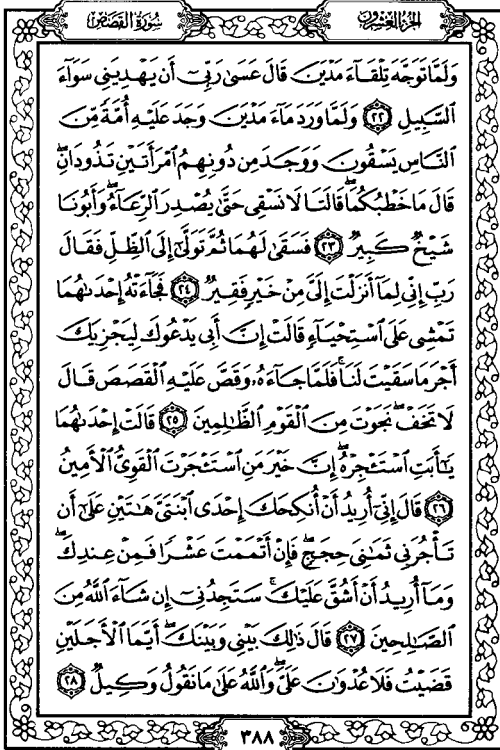 الجزء العشرون
سورة القصص
وَلَمَّا تَوَجَّهَ تِلْقَآءَ مَدْيَنَ قَالَ عَسَىٰ رَبِّىٓ أَن يَهْدِيَنِى سَوَآءَ
ٱلسَّبِيلِ ٢٢ وَلَمَّا وَرَدَ مَآءَ مَدْيَنَ وَجَدَ عَلَيْهِ أُمَّةً مِّنَ
ٱلنَّاسِ يَسْقُونَ وَوَجَدَ مِن دُونِهِمُ ٱمْرَأَتَيْنِ تَذُودَانِۖ
قَالَ مَا خَطْبُكُمَاۖ قَالَتَا لَا نَسْقِى حَتَّىٰ يُصْدِرَ ٱلرِّعَآءُۖ وَأَبُونَا
شَيْخٌ كَبِيرٌ ٢٣ فَسَقَىٰ لَهُمَا ثُمَّ تَوَلَّىٰٓ إِلَى ٱلظِّلِّ فَقَالَ
رَبِّ إِنِّى لِمَآ أَنزَلْتَ إِلَىَّ مِنْ خَيْرٍ فَقِيرٌ ٢٤ فَجَآءَتْهُ إِحْدَىٰهُمَا
تَمْشِى عَلَى ٱسْتِحْيَآءٍ قَالَتْ إِنَّ أَبِى يَدْعُوكَ لِيَجْزِيَكَ
أَجْرَ مَا سَقَيْتَ لَنَاۚ فَلَمَّا جَآءَهُۥ وَقَصَّ عَلَيْهِ ٱلْقَصَصَ قَالَ
لَا تَخَفْۖ نَجَوْتَ مِنَ ٱلْقَوْمِ ٱلظَّٰلِمِينَ ٢٥ قَالَتْ إِحْدَىٰهُمَا
يَٰٓأَبَتِ ٱسْتَـْٔجِرْهُۖ إِنَّ خَيْرَ مَنِ ٱسْتَـْٔجَرْتَ ٱلْقَوِىُّ ٱلْأَمِينُ
٢٦ قَالَ إِنِّىٓ أُرِيدُ أَنْ أُنكِحَكَ إِحْدَى ٱبْنَتَىَّ هَٰتَيْنِ عَلَىٰٓ أَن
تَأْجُرَنِى ثَمَٰنِىَ حِجَجٍۖ فَإِنْ أَتْمَمْتَ عَشْرًا فَمِنْ عِندِكَۖ
وَمَآ أُرِيدُ أَنْ أَشُقَّ عَلَيْكَۚ سَتَجِدُنِىٓ إِن شَآءَ ٱللَّهُ مِنَ
ٱلصَّٰلِحِينَ ٢٧ قَالَ ذَٰلِكَ بَيْنِى وَبَيْنَكَۖ أَيَّمَا ٱلْأَجَلَيْنِ
قَضَيْتُ فَلَا عُدْوَٰنَ عَلَىَّۖ وَٱللَّهُ عَلَىٰ مَا نَقُولُ وَكِيلٌ ٢٨
٣٨٨